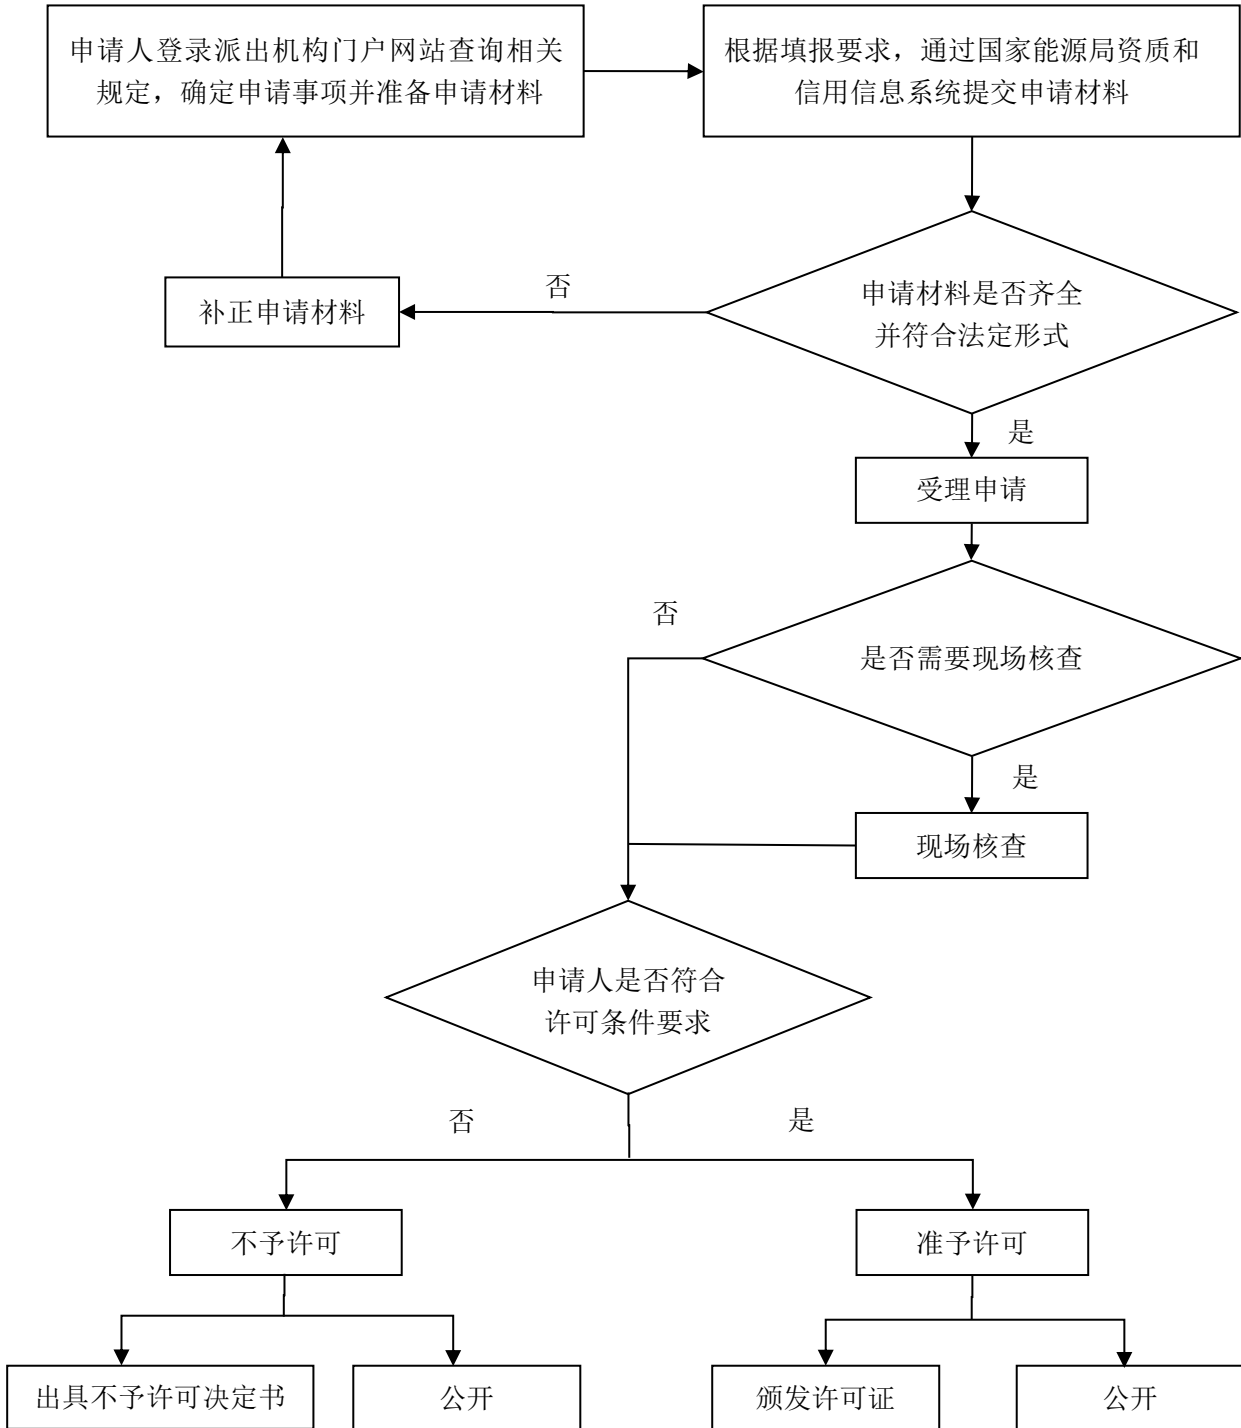 申请人登录派出机构门户网站查询相关
规定，确定申请事项并准备申请材料
根据填报要求，通过国家能源局资质和
信用信息系统提交申请材料
否
补正申请材料
申请材料是否齐全
并符合法定形式
是
受理申请
否
是否需要现场核查
是
现场核查
申请人是否符合
许可条件要求
否
是
不予许可
准予许可
出具不予许可决定书
公开
颁发许可证
公开